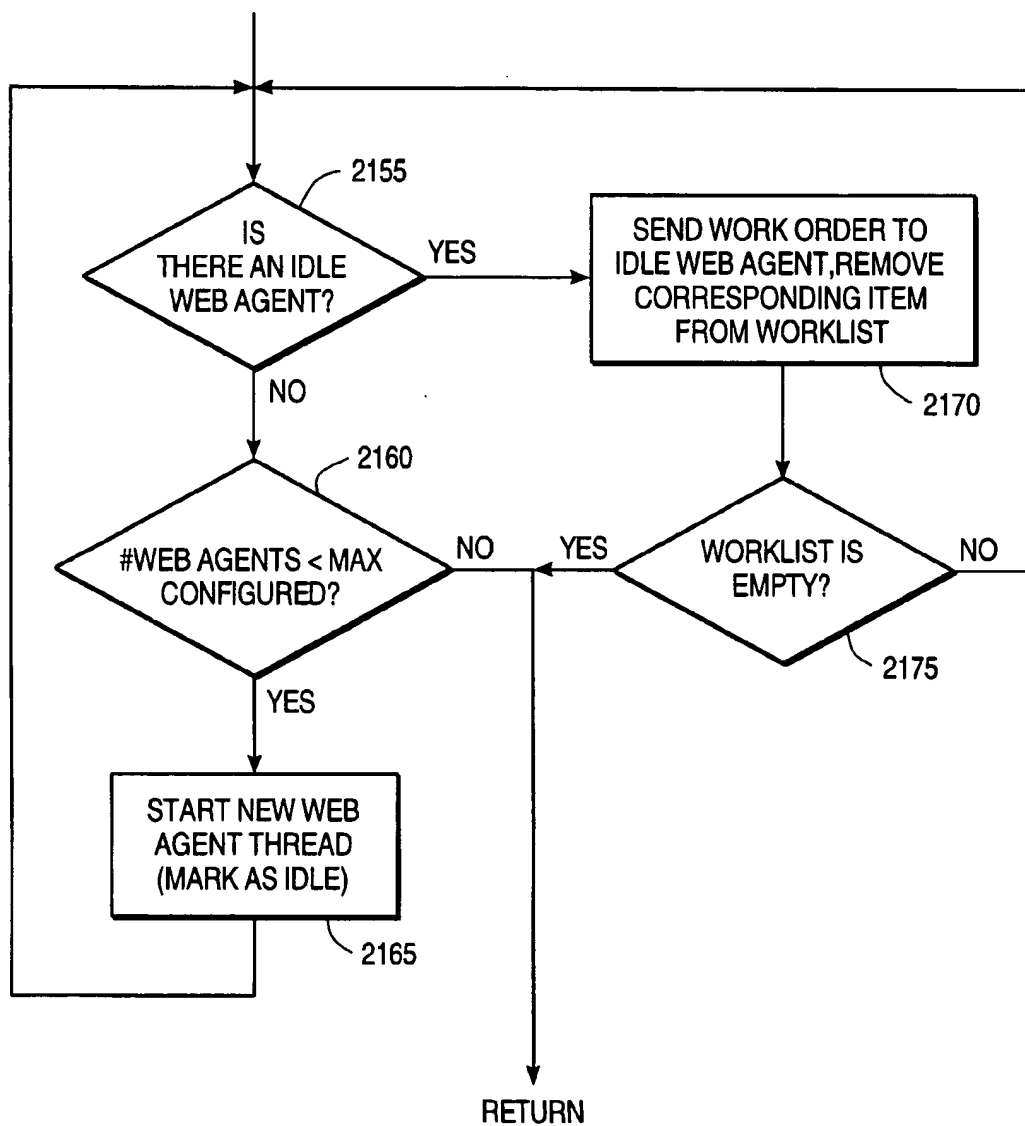 2155
IS
THERE AN IDLE
WEB AGENT?
YES
SEND WORK ORDER TO
IDLE WEB AGENT,REMOVE
CORRESPONDING ITEM
FROM WORKLIST
NO
2170
2160
#WEB AGENTS < MAX
CONFIGURED?
NO
YES
WORKLIST IS
EMPTY?
NO
2175
YES
START NEW WEB
AGENT THREAD
(MARK AS IDLE)
2165
RETURN